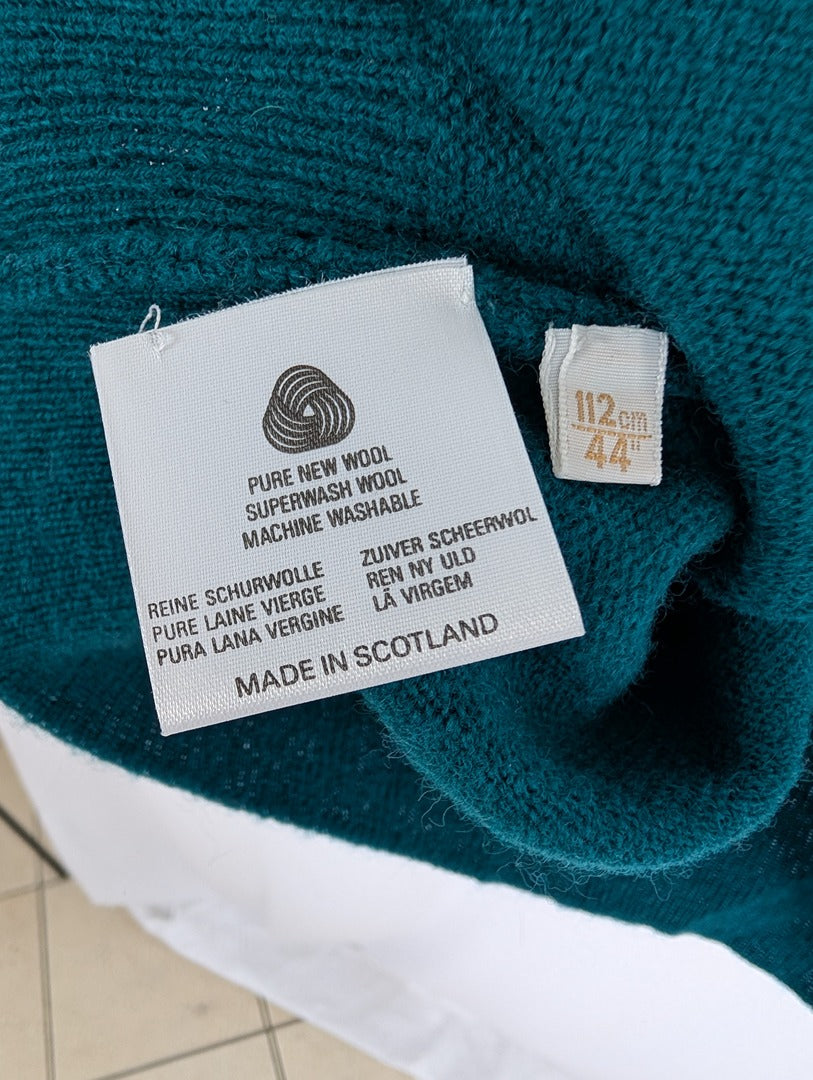 PURE NEW WOOL
SUPERWASH WOOL
MACHINE WASHABLE
REINE SCHURWOLLE
PURE LAINE VIERGE
PURA LANA VERGINE
ZUIVER SCHEERWOL
REN NY ULD
LÃ VIRGEM
MADE IN SCOTLAND
112cm
44"